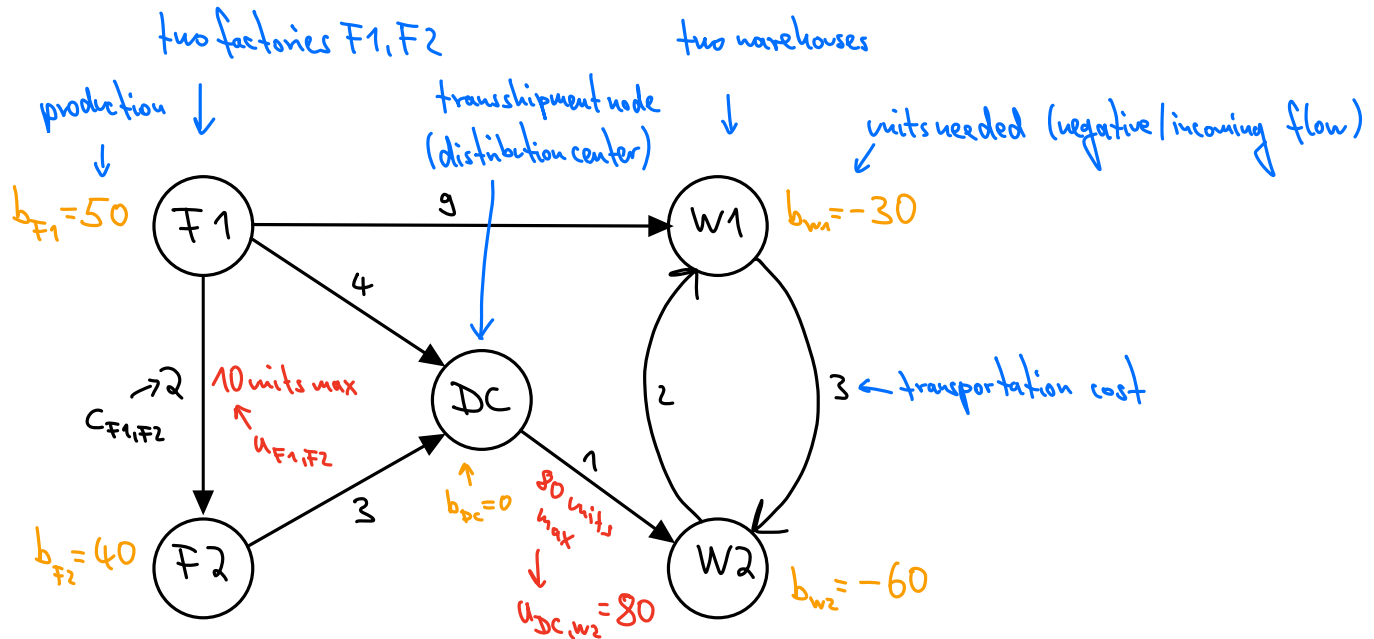 two factories F1, F2
two warehouses
production
transshipment node
(distribution center)
units needed (negative/incoming flow)
b_F1 = 50
F1
9
W1
b_W1 = -30
4
C_F1,F2
2
10 units max
u_F1,F2
DC
b_DC = 0
2
3
transportation cost
3
1
80 units
max
u_DC,W2 = 80
b_F2 = 40
F2
W2
b_W2 = -60